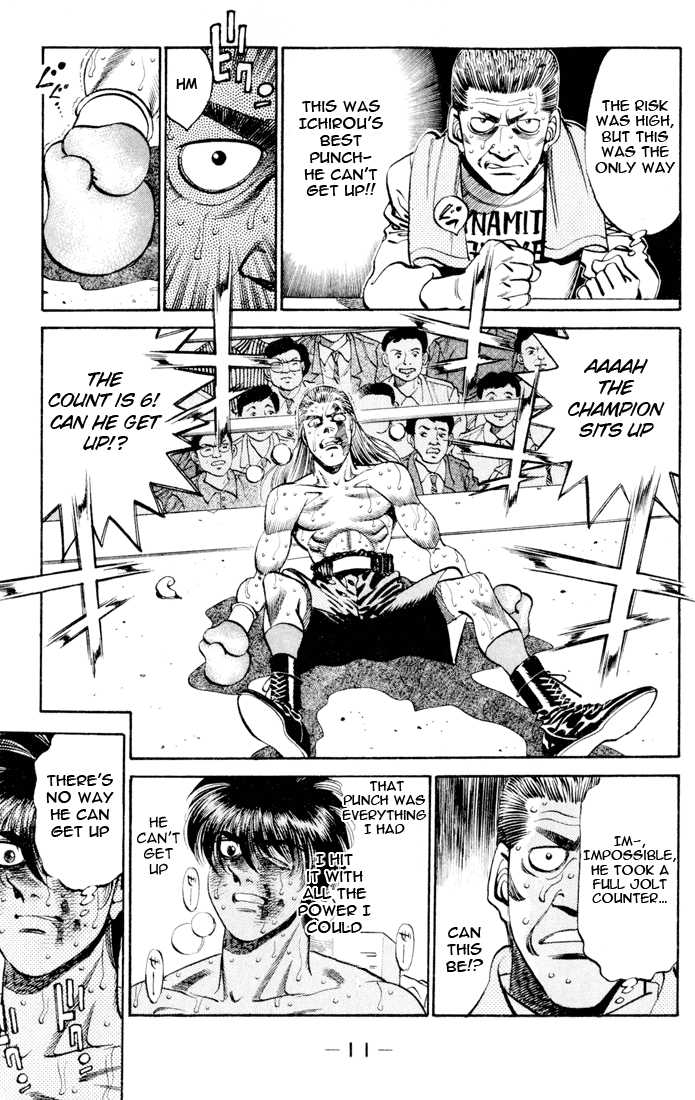 THE RISK
WAS HIGH,
BUT THIS
WAS THE
ONLY WAY
THIS WAS
ICHIROU'S
BEST
PUNCH-
HE CAN'T
GET UP!!
NAMIT
HM
AAAAH
THE
CHAMPION
SITS UP
THE
COUNT IS 6!
CAN HE GET
UP!?
IM-,
IMPOSSIBLE,
HE TOOK A
FULL JOLT
COUNTER...
CAN
THIS
BE!?
THAT
PUNCH WAS
EVERYTHING
I HAD
I HIT
IT WITH
ALL THE
POWER I
COULD
HE
CAN'T
GET
UP
THERE'S
NO WAY
HE CAN
GET UP
-11-